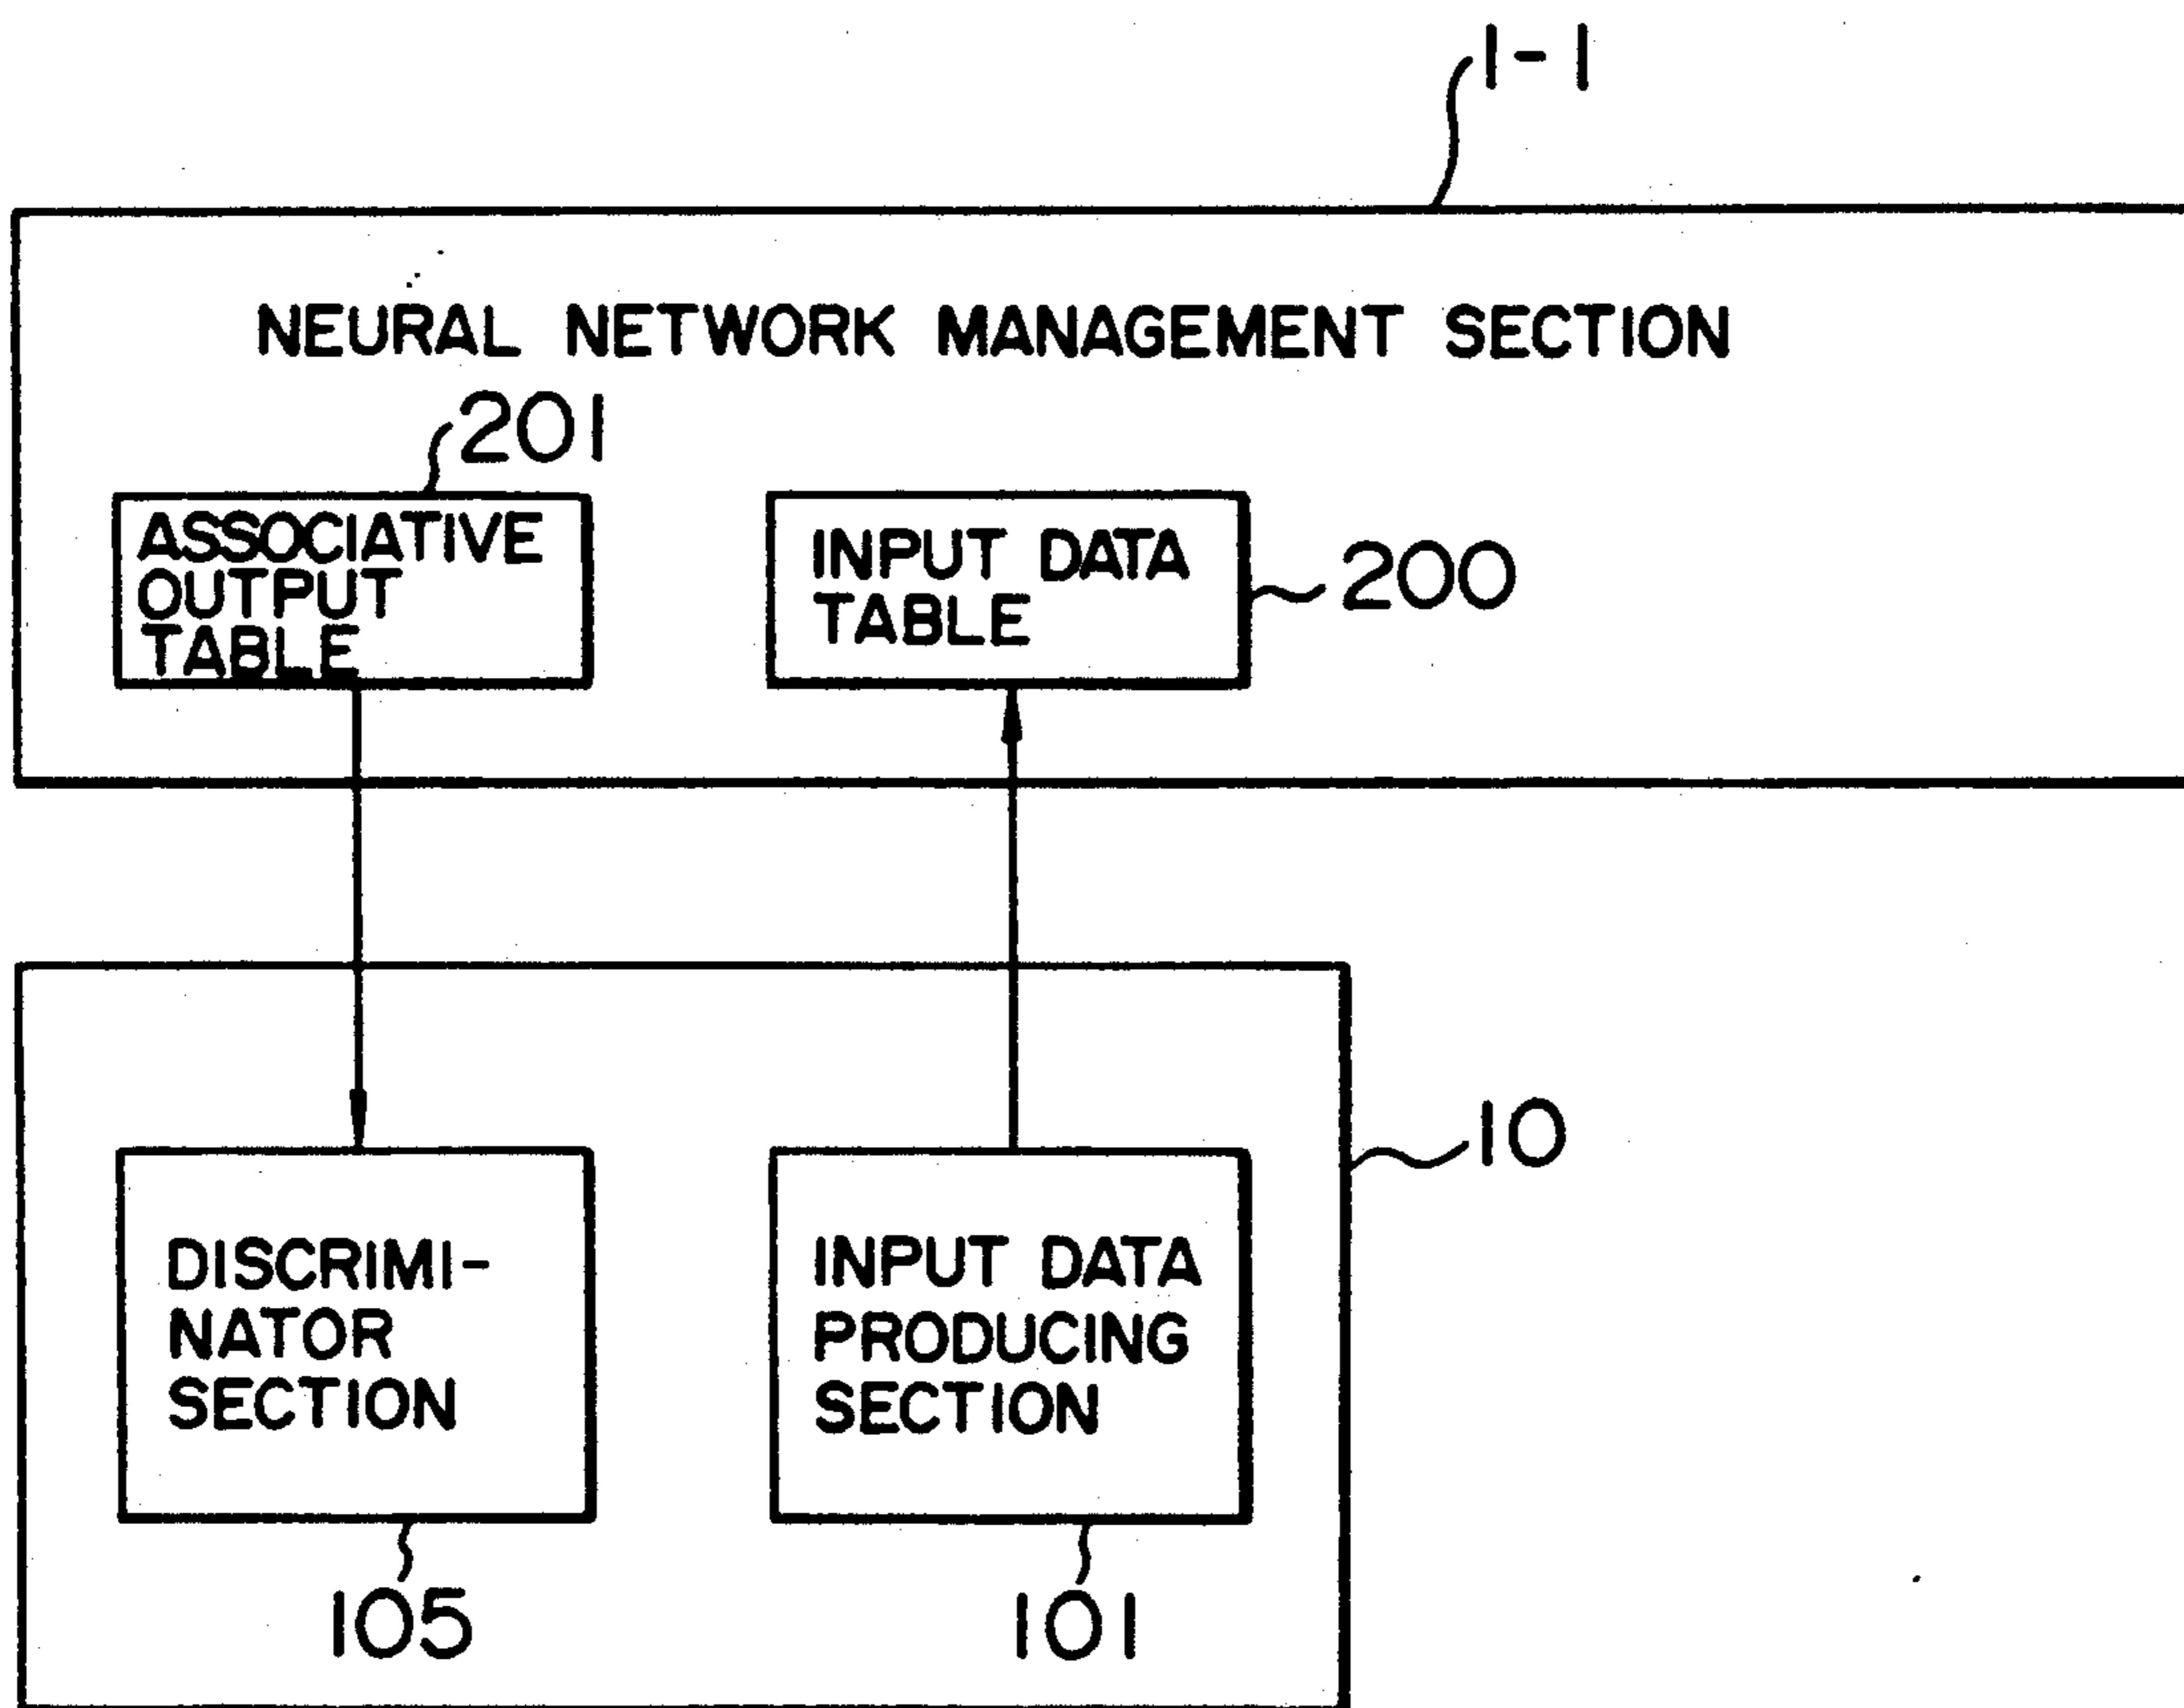 1-1
NEURAL NETWORK MANAGEMENT SECTION
201
ASSOCIATIVE
OUTPUT
TABLE
INPUT DATA
TABLE
200
10
DISCRIMI-
NATOR
SECTION
INPUT DATA
PRODUCING
SECTION
105
101